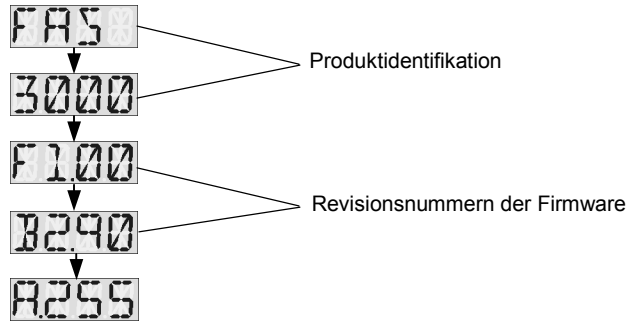 FAS
Produktidentifikation
3000
F1.00
Revisionsnummern der Firmware
B2.90
A.255